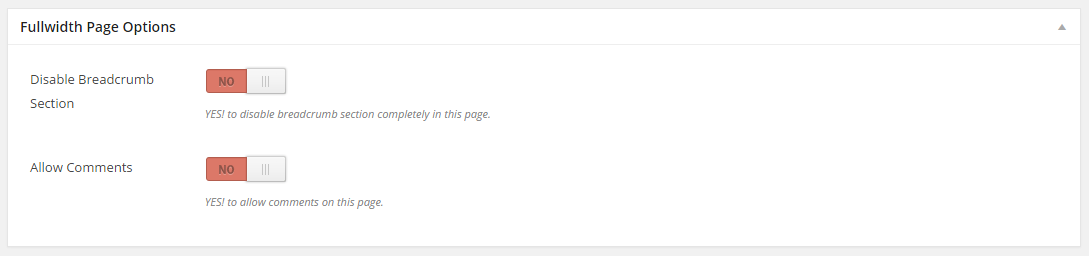 Fullwidth Page Options
Disable Breadcrumb
Section
NO
YES! to disable breadcrumb section completely in this page.
Allow Comments
NO
YES! to allow comments on this page.